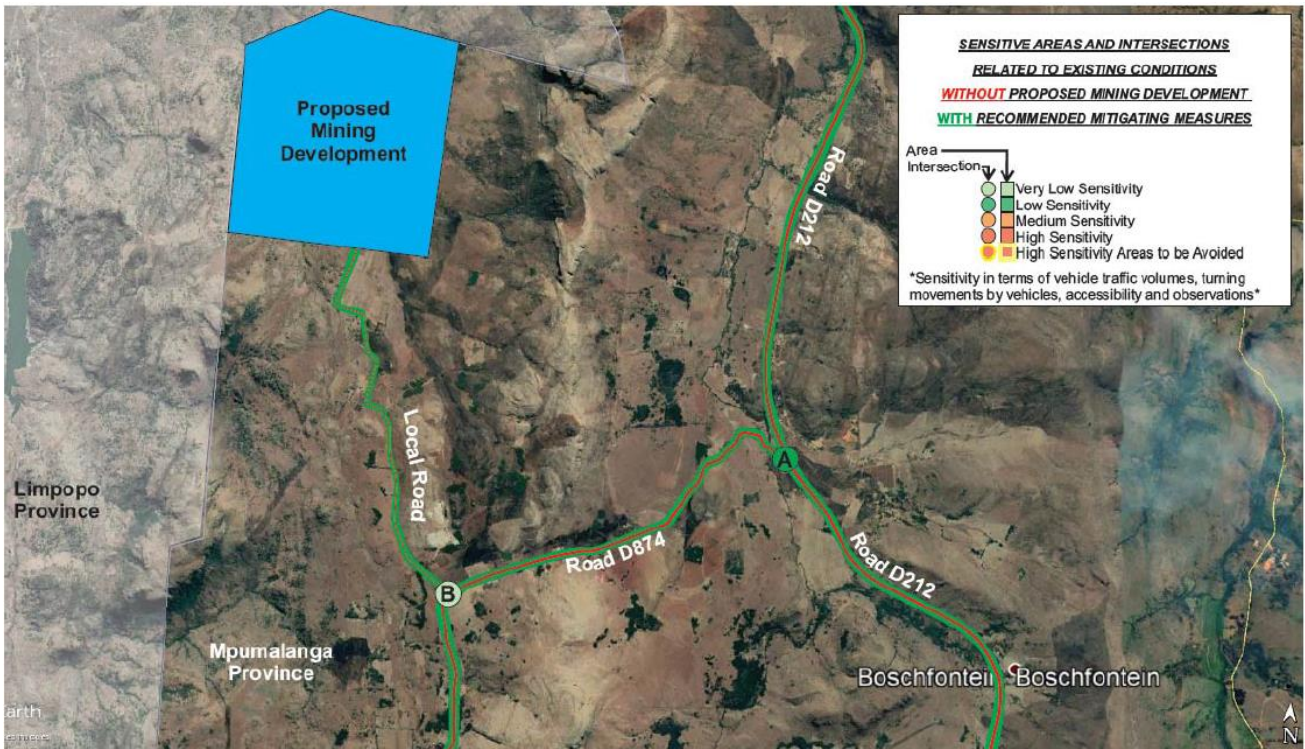 SENSITIVE AREAS AND INTERSECTIONS
RELATED TO EXISTING CONDITIONS
WITHOUT PROPOSED MINING DEVELOPMENT
WITH RECOMMENDED MITIGATING MEASURES
Area
Intersection
Very Low Sensitivity
Low Sensitivity
Medium Sensitivity
High Sensitivity
High Sensitivity Areas to be Avoided
*Sensitivity in terms of vehicle traffic volumes, turning
movements by vehicles, accessibility and observations*
Proposed
Mining
Development
Road D212
Local Road
A
Limpopo
Province
Road D874
Road D212
B
Mpumalanga
Province
Boschfontein
Boschfontein
arth
N